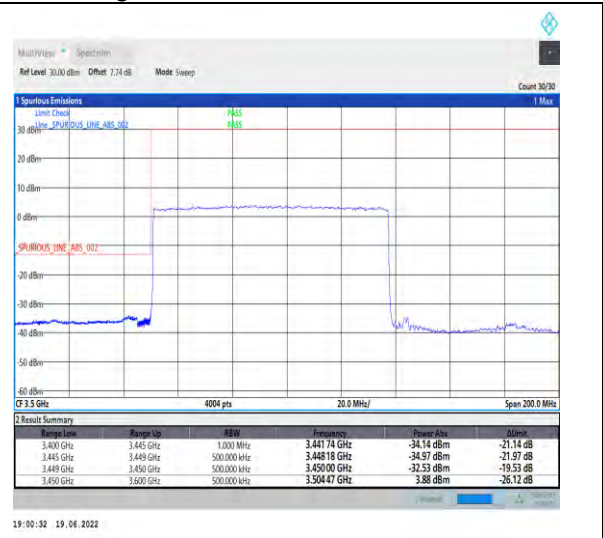 MultiView Spectrum
Ref Level 30.00 dBm Offset 7.74 dB Mode Sweep
Count 30/30
1 Spurious Emissions 1 Max
Limit Check PASS
Line _SPURIOUS_LINE_ABS_002 PASS
30 dBm
20 dBm
10 dBm
0 dBm
_SPURIOUS_LINE_ABS_002
-20 dBm
-30 dBm
-40 dBm
-50 dBm
-60 dBm
CF 3.5 GHz 4004 pts 20.0 MHz/ Span 200.0 MHz
2 Result Summary
Range Low Range Up RBW Frequency Power Abs ΔLimit
3.400 GHz 3.445 GHz 1.000 MHz 3.44174 GHz -34.14 dBm -21.14 dB
3.445 GHz 3.449 GHz 500.000 kHz 3.44818 GHz -34.97 dBm -21.97 dB
3.449 GHz 3.450 GHz 500.000 kHz 3.45000 GHz -32.53 dBm -19.53 dB
3.450 GHz 3.600 GHz 500.000 kHz 3.50447 GHz 3.88 dBm -26.12 dB
19:00:32 19.06.2022